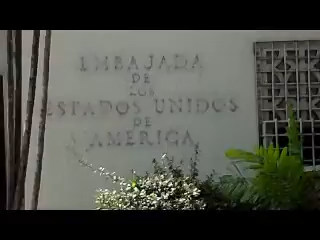 EMBAJADA
DE
LOS
ESTADOS UNIDOS
DE
AMERICA